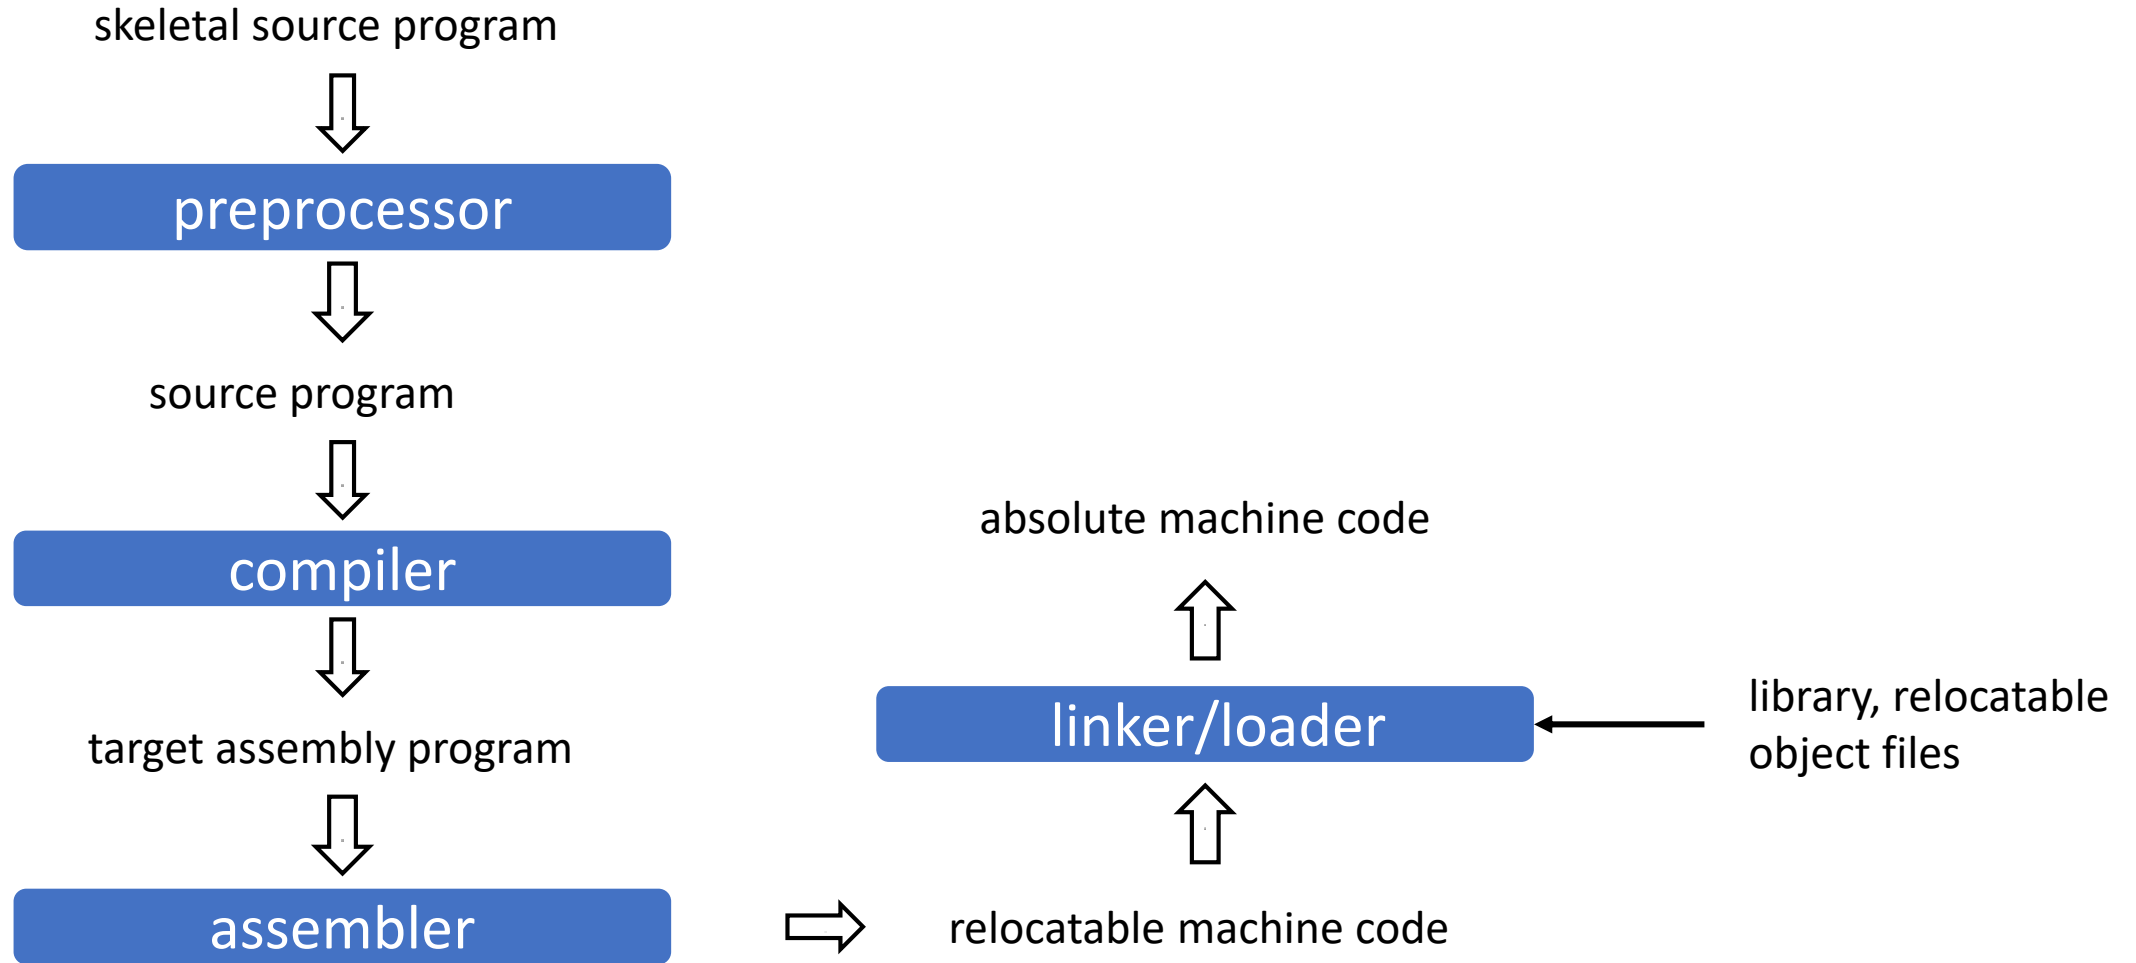 skeletal source program
preprocessor
source program
compiler
target assembly program
assembler
relocatable machine code
linker/loader
library, relocatable
object files
absolute machine code